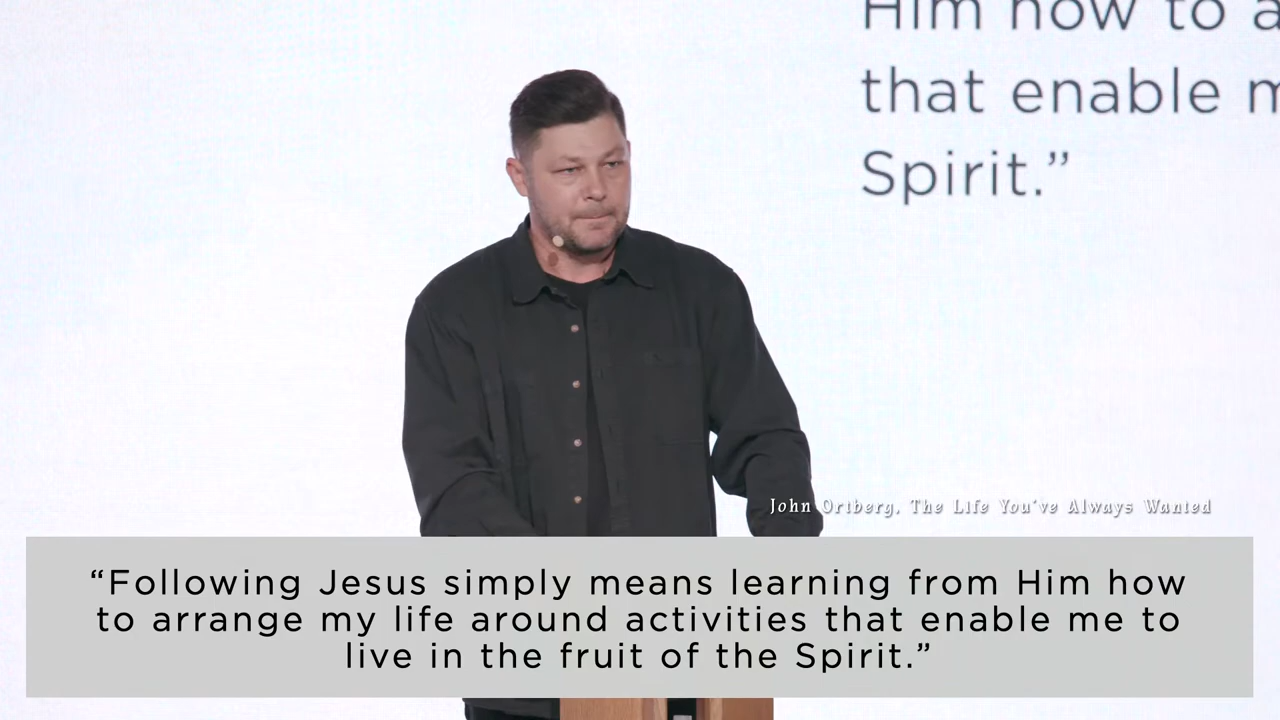 Him how to a
that enable m
Spirit.”
John Ortberg, The Life You've Always Wanted
“Following Jesus simply means learning from Him how
to arrange my life around activities that enable me to
live in the fruit of the Spirit.”